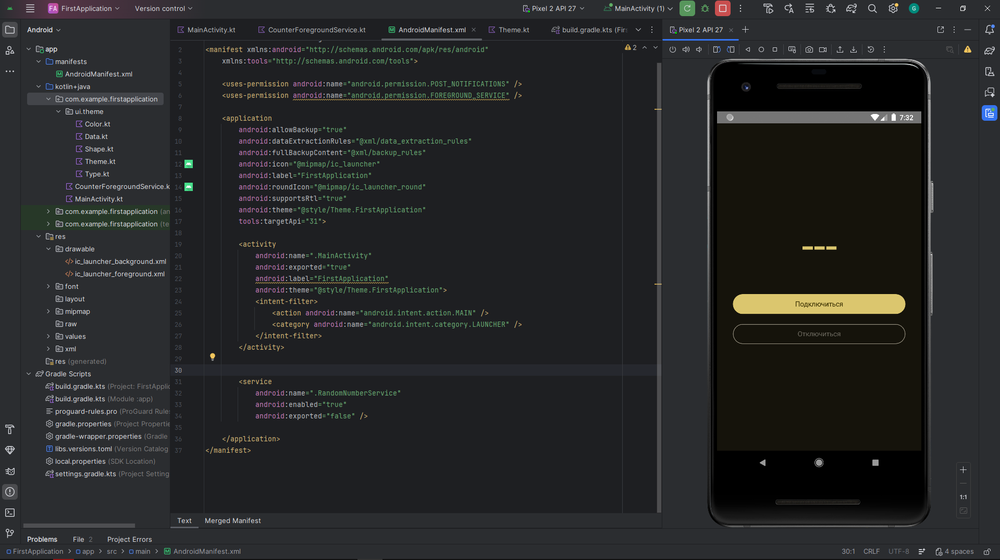 FA FirstApplication Version control Pixel 2 API 27 MainActivity (1) G
Android
app
manifests
AndroidManifest.xml
kotlin+java
com.example.firstapplication
ui.theme
Color.kt
Data.kt
Shape.kt
Theme.kt
Type.kt
CounterForegroundService.k
MainActivity.kt
com.example.firstapplication (an
com.example.firstapplication (te
res
drawable
ic_launcher_background.xml
ic_launcher_foreground.xml
font
layout
mipmap
raw
values
xml
res (generated)
Gradle Scripts
build.gradle.kts (Project: FirstApplic
build.gradle.kts (Module :app)
proguard-rules.pro (ProGuard Rules
gradle.properties (Project Propertie
gradle-wrapper.properties (Gradle
libs.versions.toml (Version Catalog
local.properties (SDK Location)
settings.gradle.kts (Project Setting
MainActivity.kt CounterForegroundService.kt AndroidManifest.xml Theme.kt build.gradle.kts (Firs
2
2 <manifest xmlns:android="http://schemas.android.com/apk/res/android"
3 xmlns:tools="http://schemas.android.com/tools">
4
5 <uses-permission android:name="android.permission.POST_NOTIFICATIONS" />
6 <uses-permission android:name="android.permission.FOREGROUND_SERVICE" />
7
8 <application
9 android:allowBackup="true"
10 android:dataExtractionRules="@xml/data_extraction_rules"
11 android:fullBackupContent="@xml/backup_rules"
12 android:icon="@mipmap/ic_launcher"
13 android:label="FirstApplication"
14 android:roundIcon="@mipmap/ic_launcher_round"
15 android:supportsRtl="true"
16 android:theme="@style/Theme.FirstApplication"
17 tools:targetApi="31">
18
19 <activity
20 android:name=".MainActivity"
21 android:exported="true"
22 android:label="FirstApplication"
23 android:theme="@style/Theme.FirstApplication">
24 <intent-filter>
25 <action android:name="android.intent.action.MAIN" />
26 <category android:name="android.intent.category.LAUNCHER" />
27 </intent-filter>
28 </activity>
29
30
31 <service
32 android:name=".RandomNumberService"
33 android:enabled="true"
34 android:exported="false" />
35
36 </application>
37 </manifest>
Text Merged Manifest
Pixel 2 API 27
7:32
---
Подключиться
Отключиться
1:1
Problems File 2 Project Errors
FirstApplication > app > src > main > AndroidManifest.xml
30:1 CRLF UTF-8 4 spaces